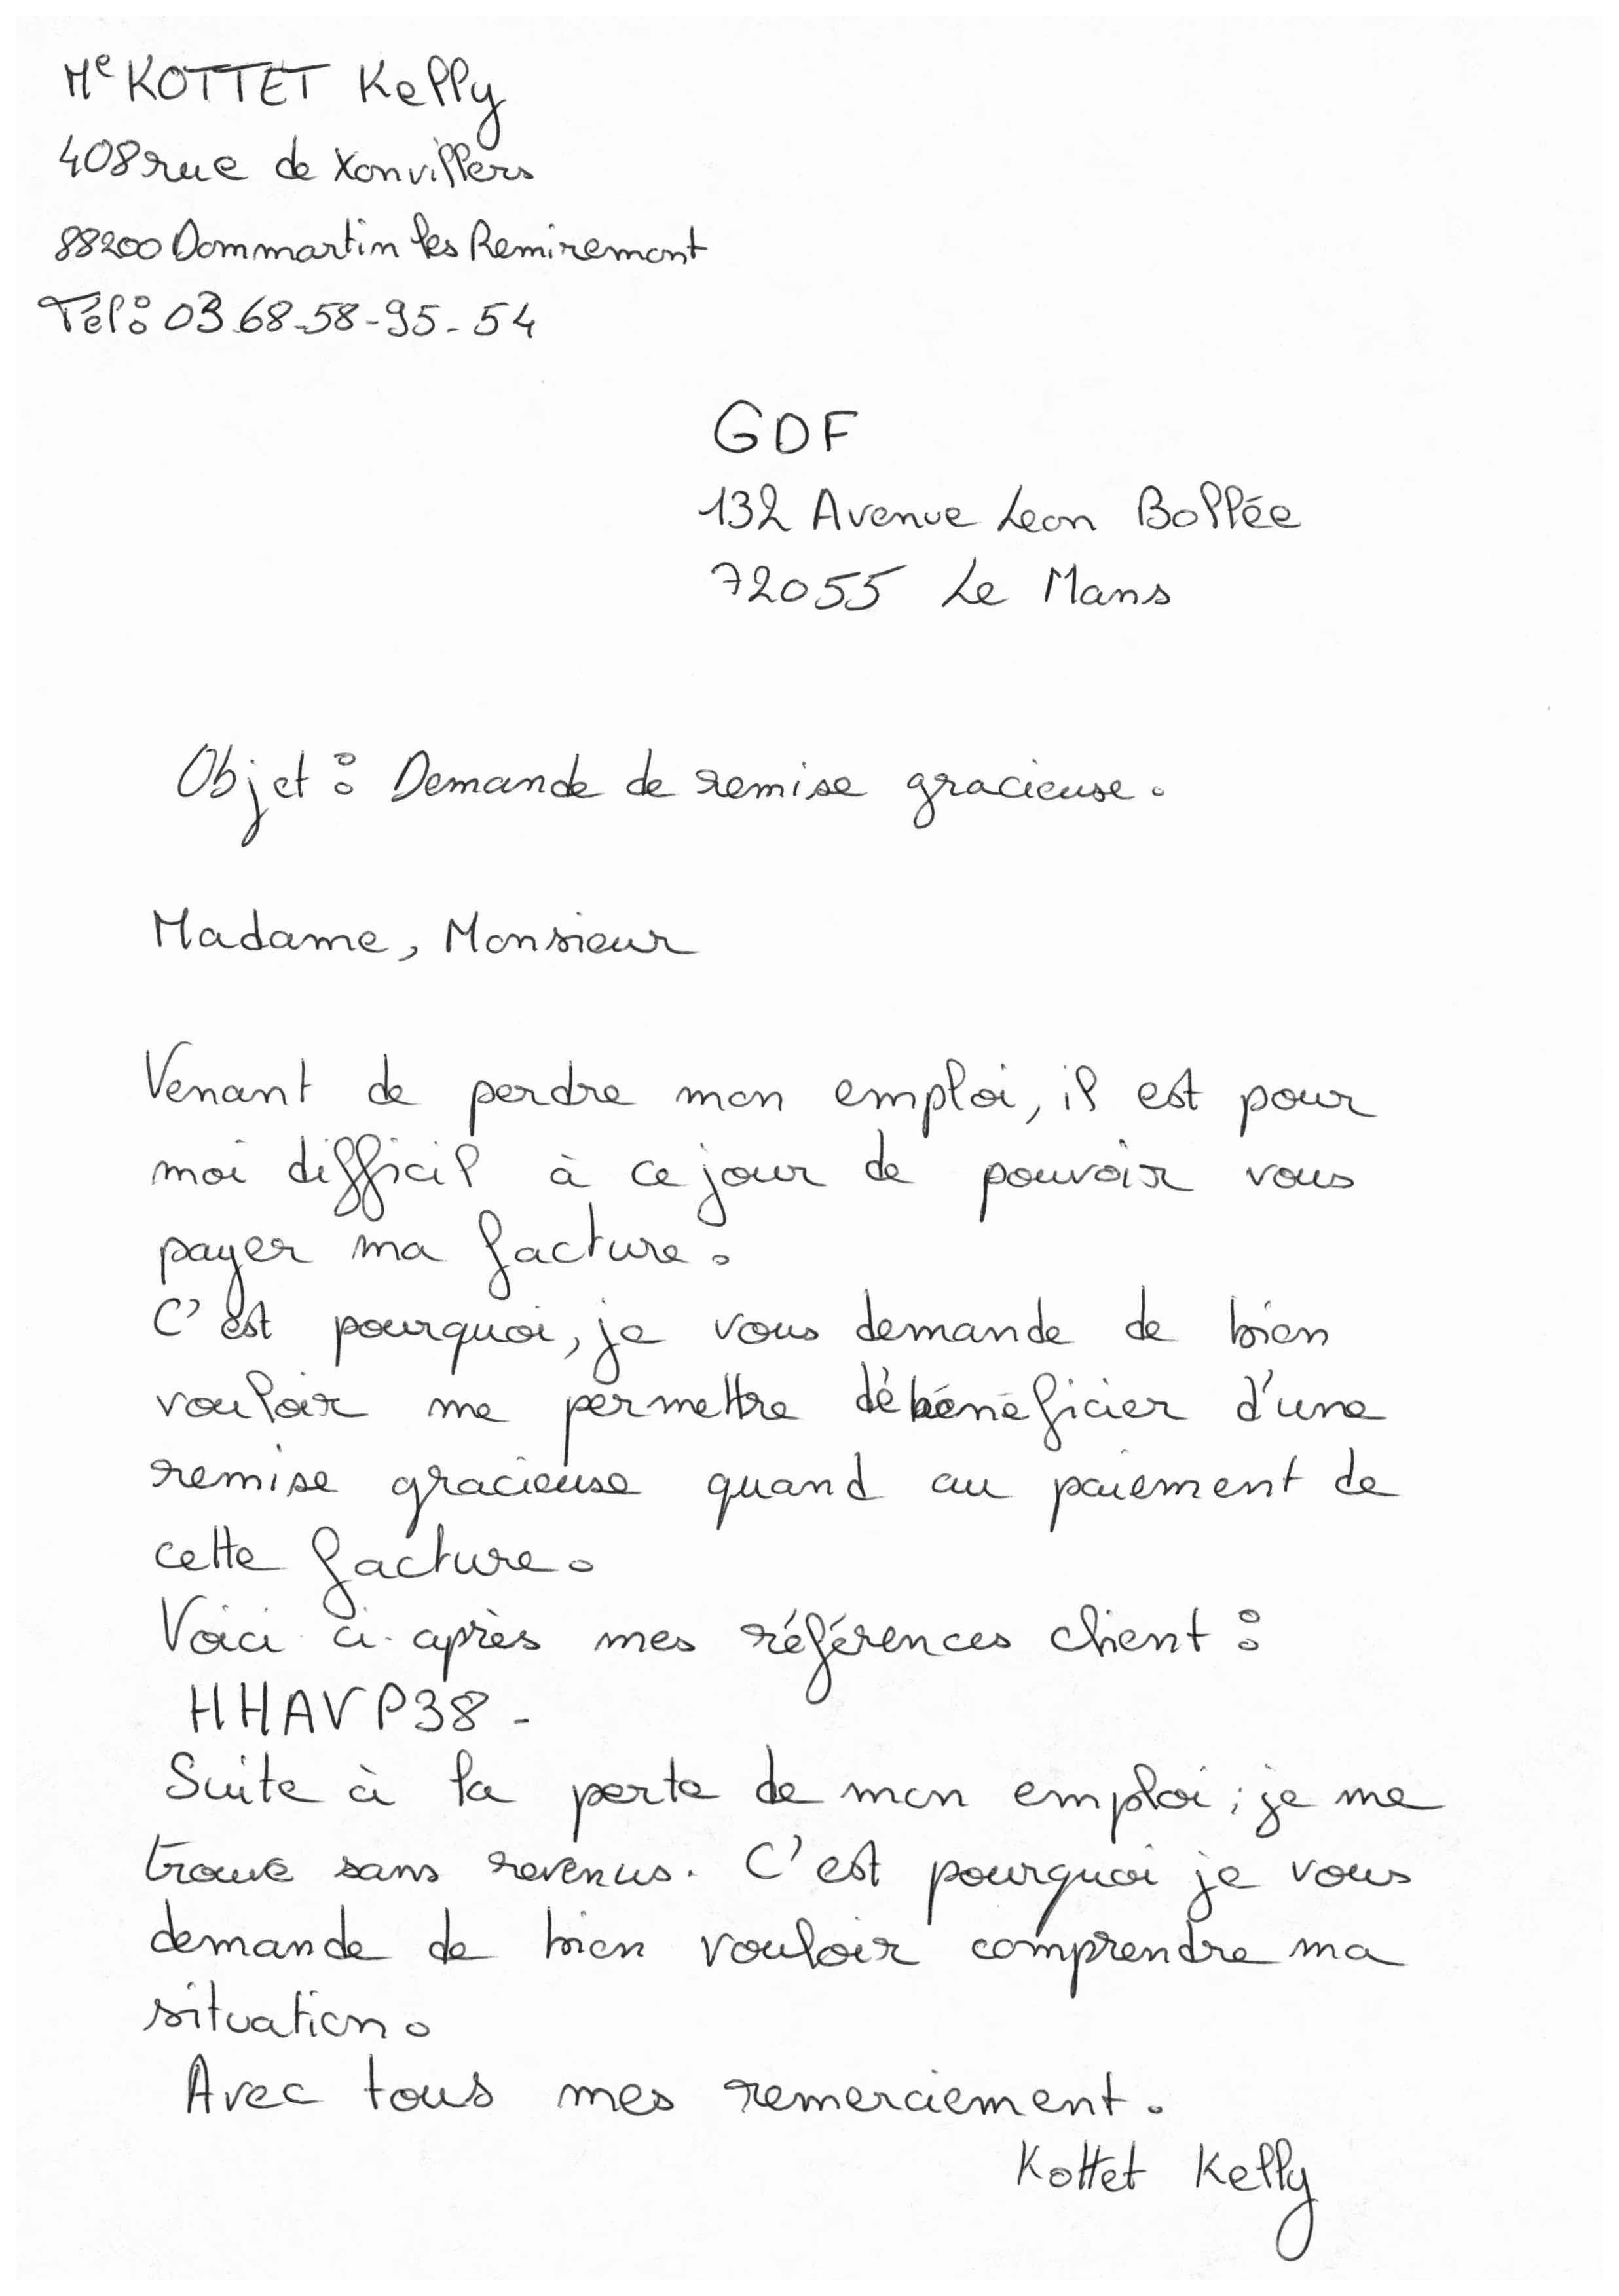 Me KOTTET Kelly
408 rue de Xonvillers
88200 Dommartin les Remiremont
Tél: 03.68-58-95-54
GDF
132 Avenue Leon Bollée
72055 Le Mans
Objet : Demande de remise gracieuse.
Madame, Monsieur
Venant de perdre mon emploi, il est pour
moi difficil à ce jour de pouvoir vous
payer ma facture.
C'est pourquoi, je vous demande de bien
vouloir me permettre dé bénéficier d'une
remise gracieuse quand au paiement de
cette facture.
Voici ci-après mes références client :
HHAVP38-
Suite à la perte de mon emploi ; je me
trouve sans revenus. C'est pourquoi je vous
demande de bien vouloir comprendre ma
situation.
Avec tous mes remerciement.
Kottet Kelly